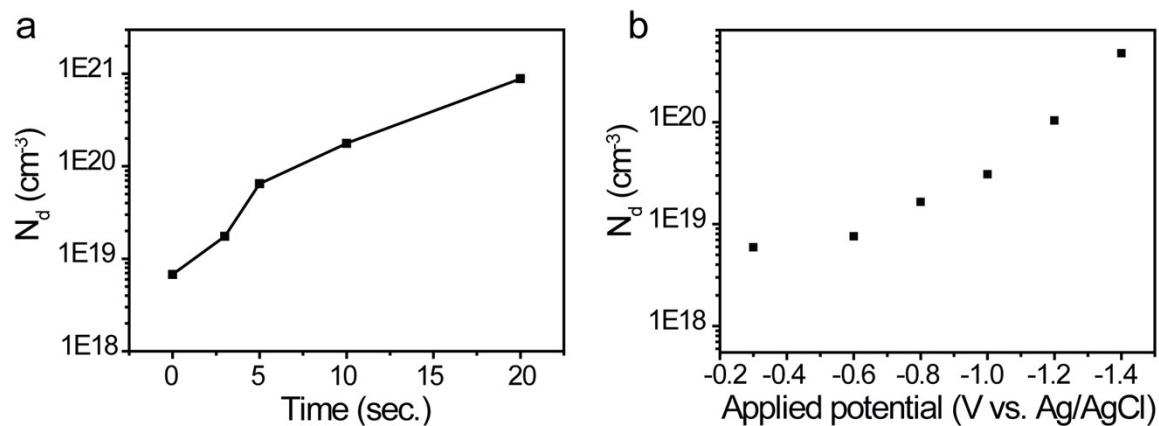 a
1E21
1E20
1E19
1E18
N_d (cm⁻³)
0 5 10 15 20
Time (sec.)
b
1E20
1E19
1E18
N_d (cm⁻³)
-0.2 -0.4 -0.6 -0.8 -1.0 -1.2 -1.4
Applied potential (V vs. Ag/AgCl)